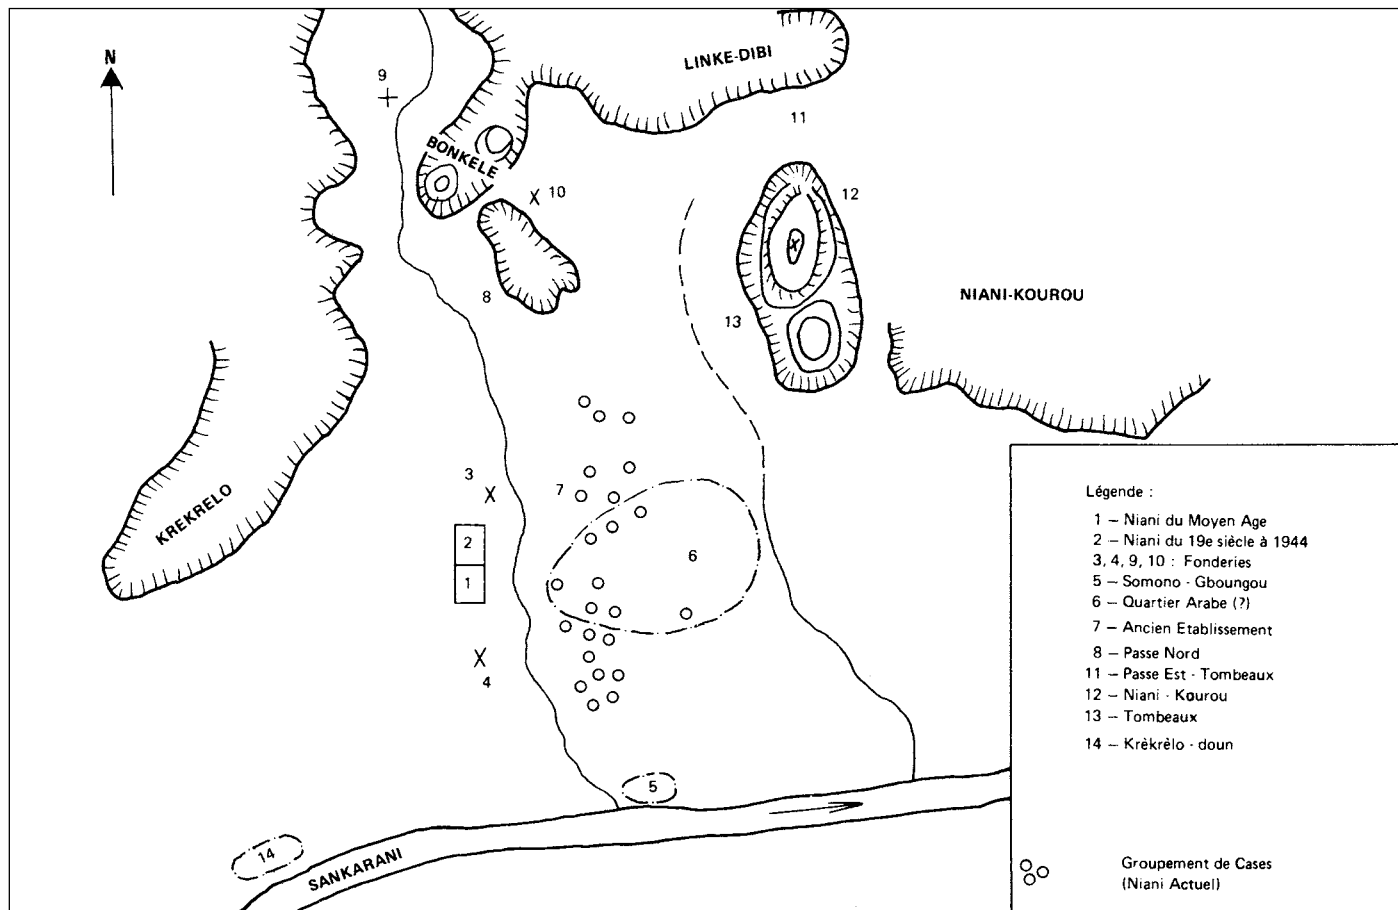 N
9
LINKE-DIBI
11
BONKELE
10
12
8
NIANI-KOUROU
13
3
7
2
6
1
4
5
14
SANKARANI
KREKRELO
Légende :
1 – Niani du Moyen Age
2 – Niani du 19e siècle à 1944
3, 4, 9, 10 : Fonderies
5 – Somono - Gboungou
6 – Quartier Arabe (?)
7 – Ancien Etablissement
8 – Passe Nord
11 – Passe Est - Tombeaux
12 – Niani - Kourou
13 – Tombeaux
14 – Krèkrèlo - doun
Groupement de Cases
(Niani Actuel)